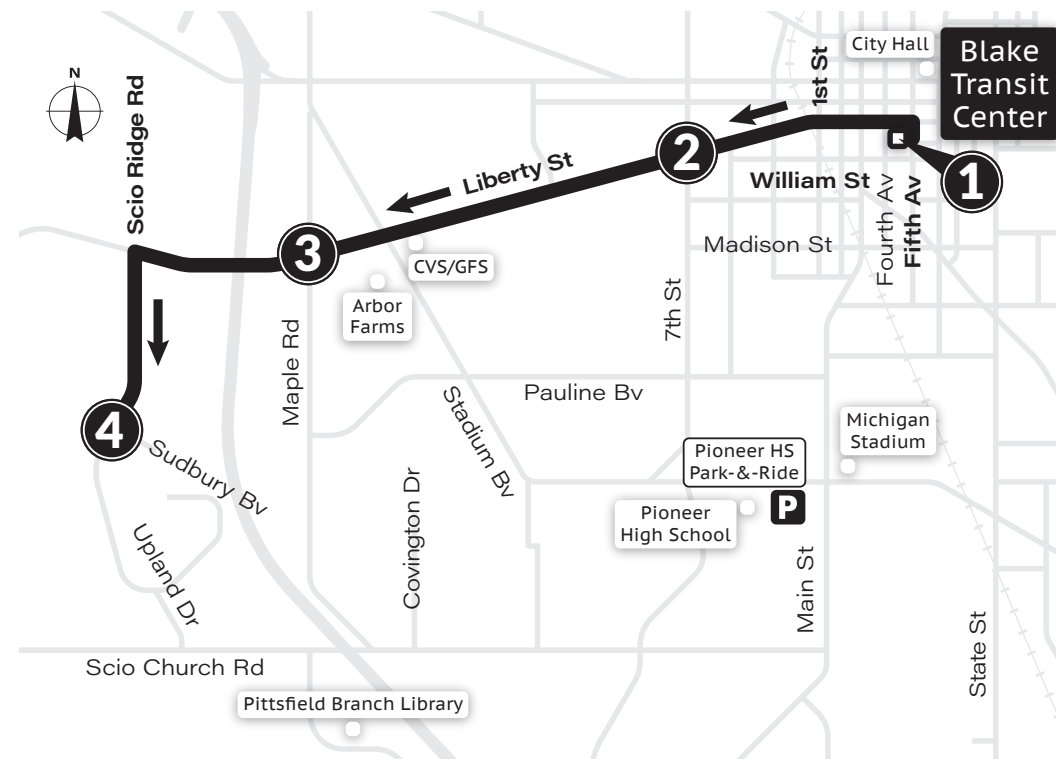 N
Scio Ridge Rd
1st St
City Hall
Blake
Transit
Center
2
Liberty St
William St
1
Fourth Av
Fifth Av
Madison St
3
CVS/GFS
Arbor
Farms
7th St
Maple Rd
Pauline Bv
Stadium Bv
4
Sudbury Bv
Michigan
Stadium
Pioneer HS
Park-&-Ride
P
Pioneer
High School
Covington Dr
Upland Dr
Main St
State St
Scio Church Rd
Pittsfield Branch Library